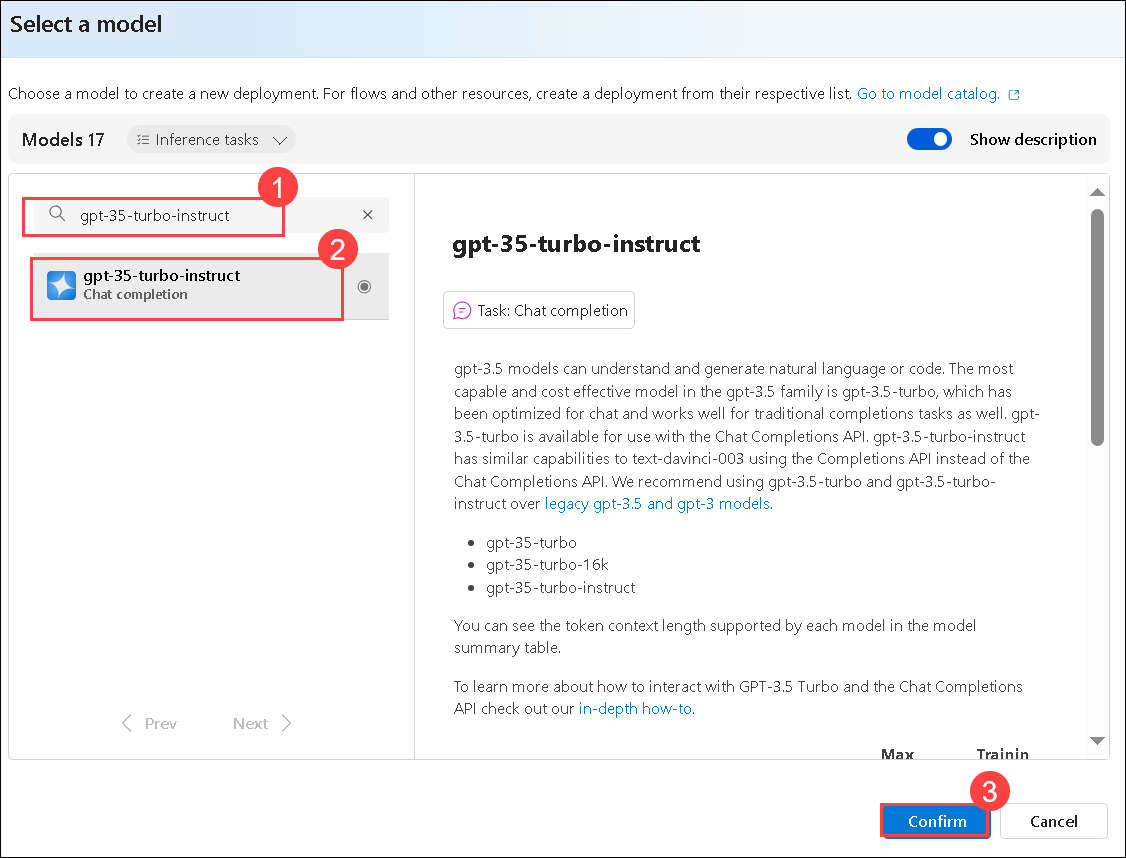 Select a model
Choose a model to create a new deployment. For flows and other resources, create a deployment from their respective list. Go to model catalog.
Models 17
Inference tasks
Show description
1
gpt-35-turbo-instruct
2
gpt-35-turbo-instruct
Chat completion
gpt-35-turbo-instruct
Task: Chat completion
gpt-3.5 models can understand and generate natural language or code. The most
capable and cost effective model in the gpt-3.5 family is gpt-3.5-turbo, which has
been optimized for chat and works well for traditional completions tasks as well. gpt-
3.5-turbo is available for use with the Chat Completions API. gpt-3.5-turbo-instruct
has similar capabilities to text-davinci-003 using the Completions API instead of the
Chat Completions API. We recommend using gpt-3.5-turbo and gpt-3.5-turbo-
instruct over legacy gpt-3.5 and gpt-3 models.
gpt-35-turbo
gpt-35-turbo-16k
gpt-35-turbo-instruct
You can see the token context length supported by each model in the model
summary table.
To learn more about how to interact with GPT-3.5 Turbo and the Chat Completions
API check out our in-depth how-to.
Max Trainin
Prev Next
3
Confirm Cancel